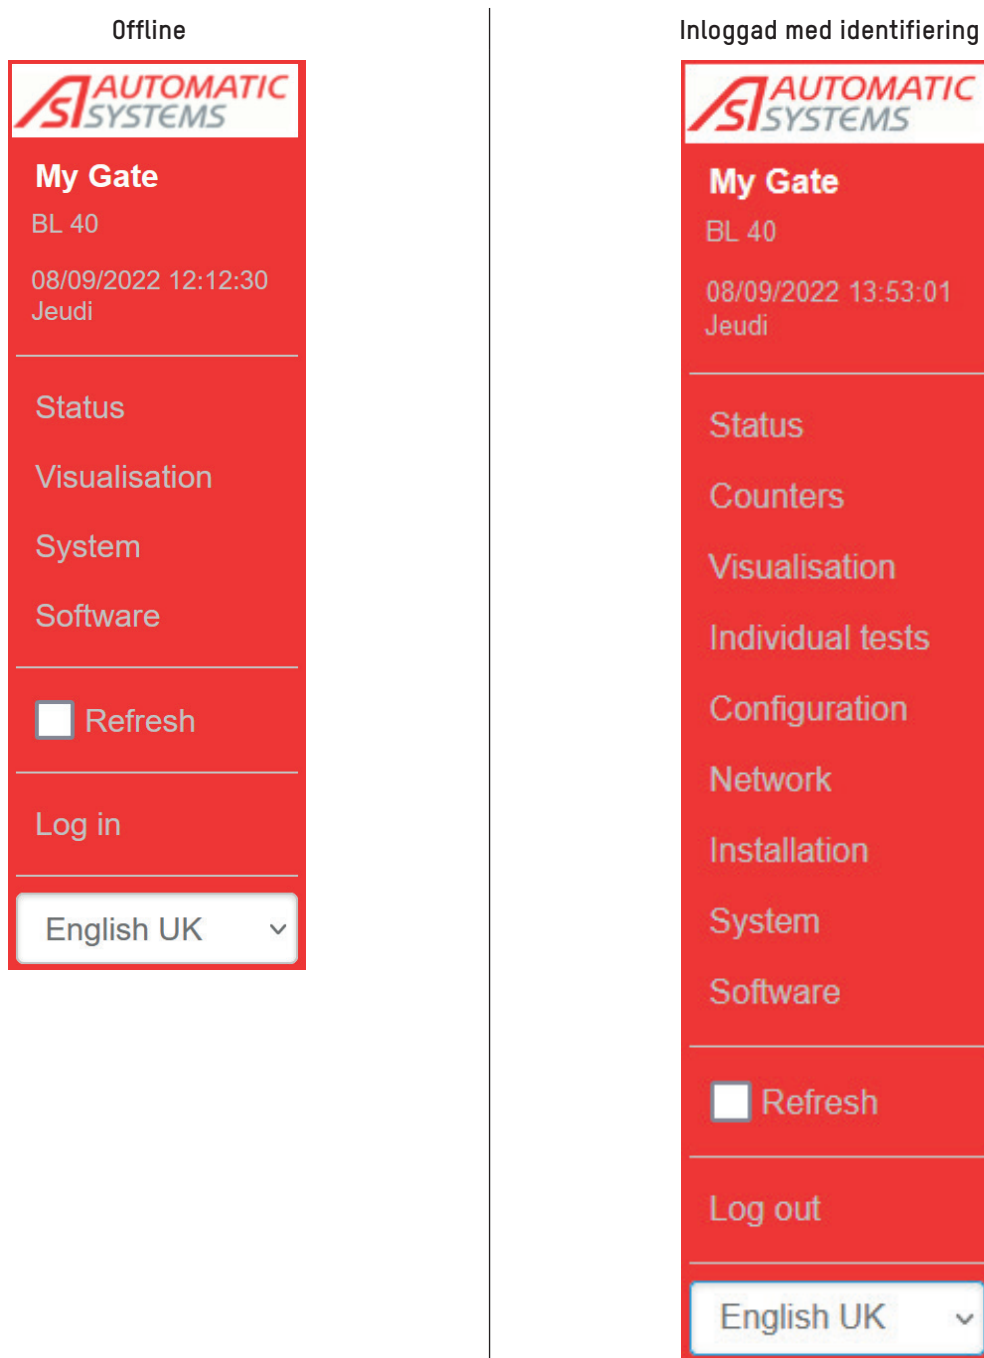 Offline
AUTOMATIC
SYSTEMS
My Gate
BL 40
08/09/2022 12:12:30
Jeudi
Status
Visualisation
System
Software
Refresh
Log in
English UK
Inloggad med identifiering
AUTOMATIC
SYSTEMS
My Gate
BL 40
08/09/2022 13:53:01
Jeudi
Status
Counters
Visualisation
Individual tests
Configuration
Network
Installation
System
Software
Refresh
Log out
English UK